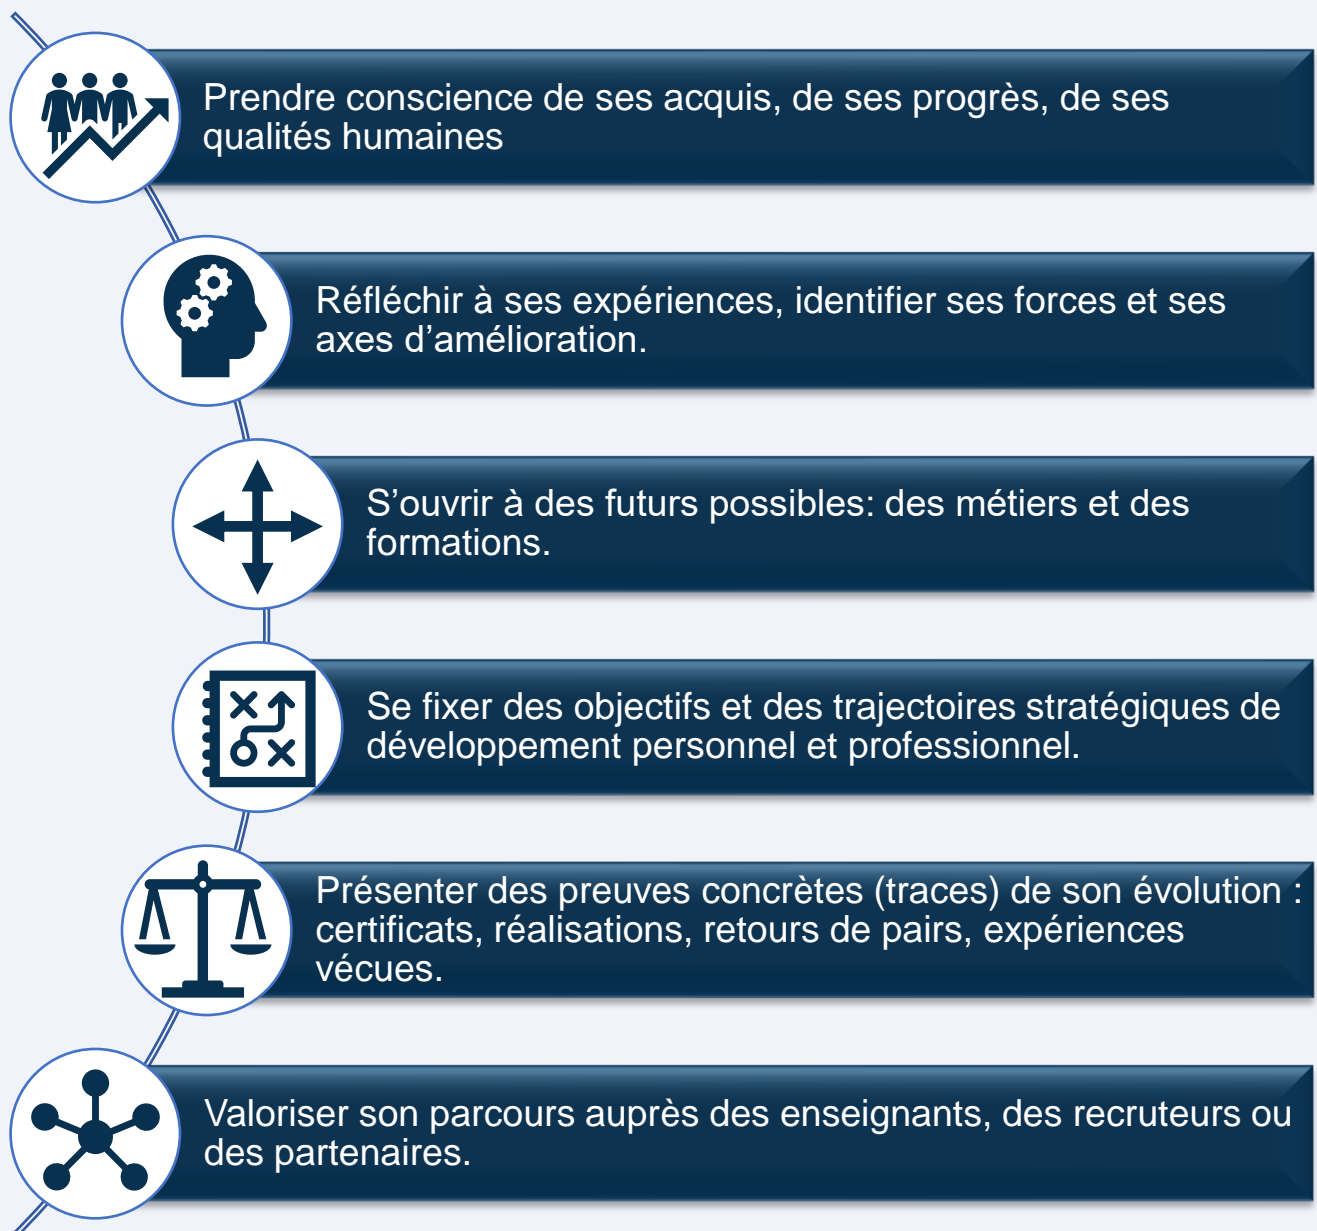 Prendre conscience de ses acquis, de ses progrès, de ses
qualités humaines
Réfléchir à ses expériences, identifier ses forces et ses
axes d’amélioration.
S’ouvrir à des futurs possibles: des métiers et des
formations.
Se fixer des objectifs et des trajectoires stratégiques de
développement personnel et professionnel.
Présenter des preuves concrètes (traces) de son évolution :
certificats, réalisations, retours de pairs, expériences
vécues.
Valoriser son parcours auprès des enseignants, des recruteurs ou
des partenaires.